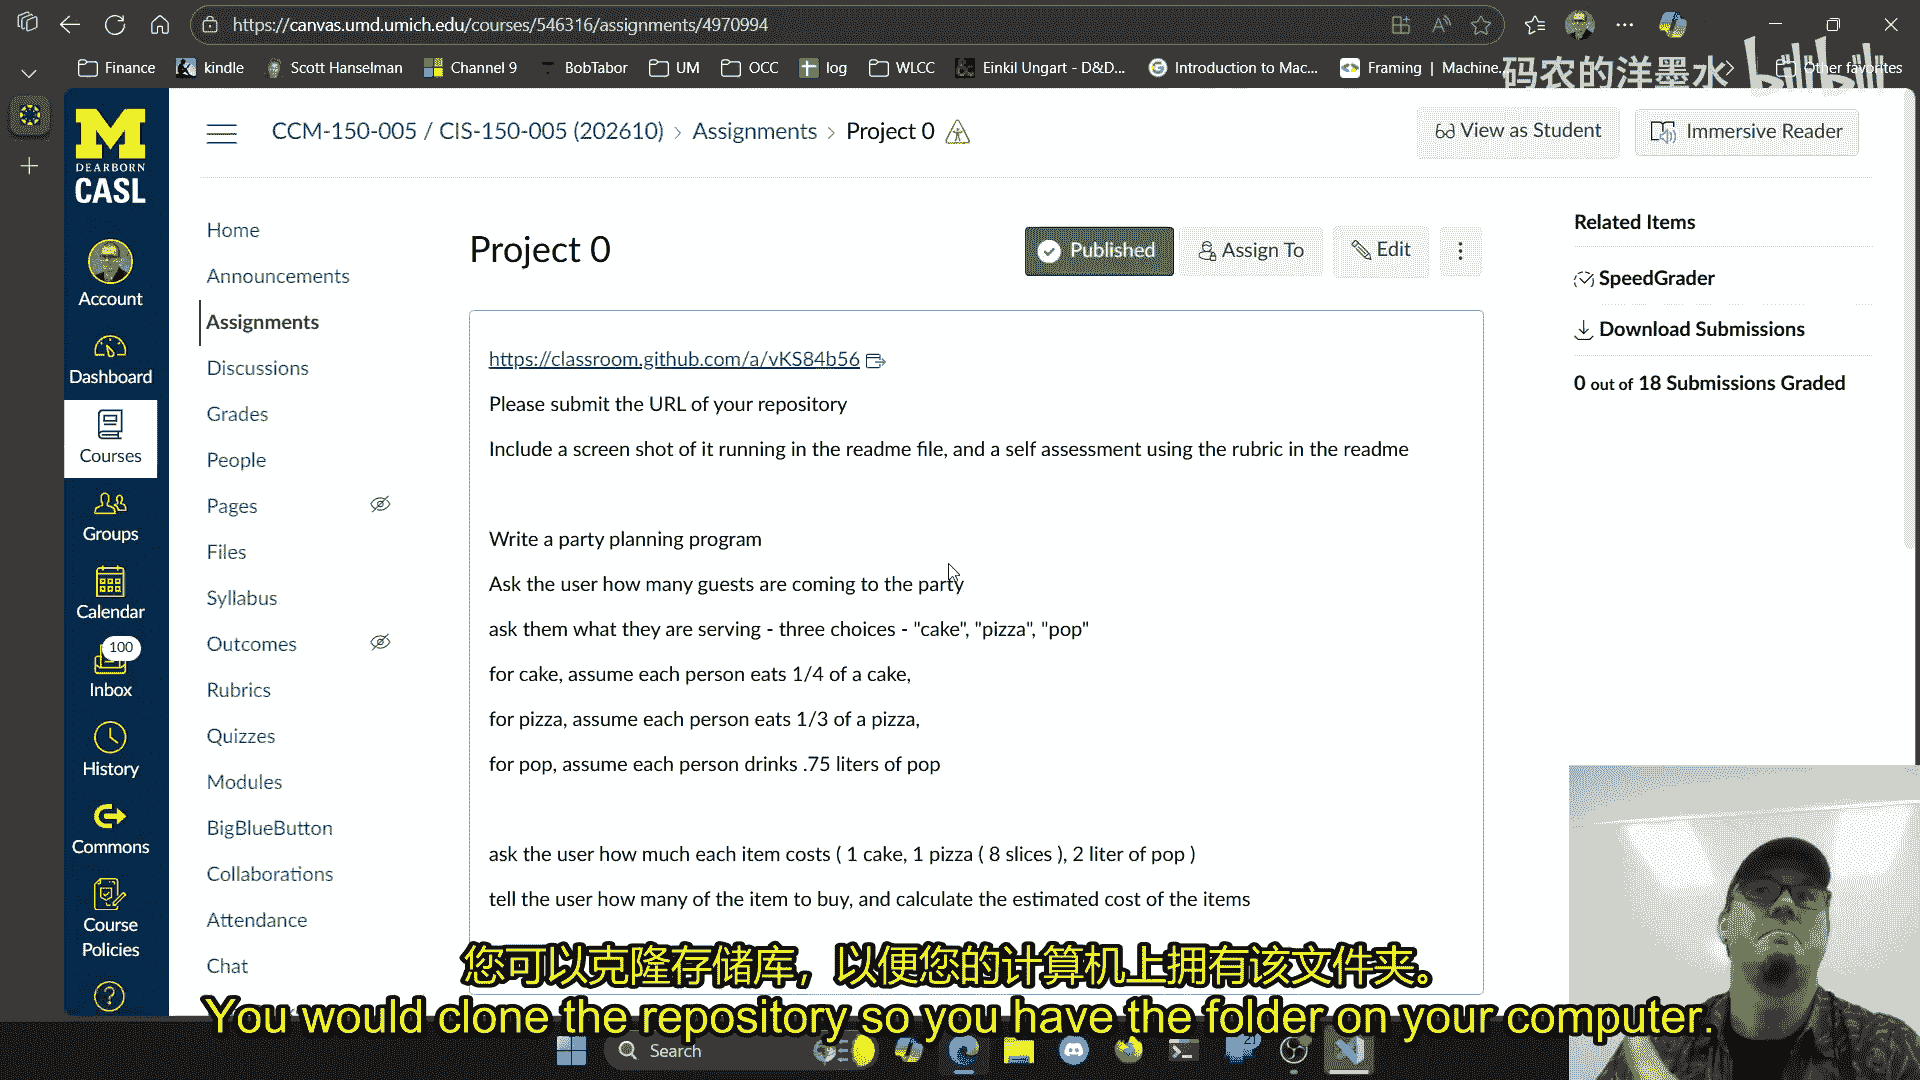 https://canvas.umd.umich.edu/courses/546316/assignments/4970994
Finance
kindle
Scott Hanselman
Channel 9
BobTabor
UM
OCC
log
WLCC
Einkil Ungart - D&D...
Introduction to Mac...
Framing | Machine...
Other favorites
码农的洋墨水
bilibili
M
DEARBORN
CASL
CCM-150-005 / CIS-150-005 (202610) › Assignments › Project 0
View as Student
Immersive Reader
Account
Dashboard
Courses
Groups
Calendar
100
Inbox
History
Commons
Course
Policies
Home
Announcements
Assignments
Discussions
Grades
People
Pages
Files
Syllabus
Outcomes
Rubrics
Quizzes
Modules
BigBlueButton
Collaborations
Attendance
Chat
Project 0
Published
Assign To
Edit
https://classroom.github.com/a/vKS84b56
Please submit the URL of your repository
Include a screen shot of it running in the readme file, and a self assessment using the rubric in the readme
Write a party planning program
Ask the user how many guests are coming to the party
ask them what they are serving - three choices - "cake", "pizza", "pop"
for cake, assume each person eats 1/4 of a cake,
for pizza, assume each person eats 1/3 of a pizza,
for pop, assume each person drinks .75 liters of pop
ask the user how much each item costs ( 1 cake, 1 pizza ( 8 slices ), 2 liter of pop )
tell the user how many of the item to buy, and calculate the estimated cost of the items
Related Items
SpeedGrader
Download Submissions
0 out of 18 Submissions Graded
您可以克隆存储库，以便您的计算机上拥有该文件夹。
You would clone the repository so you have the folder on your computer.
Search